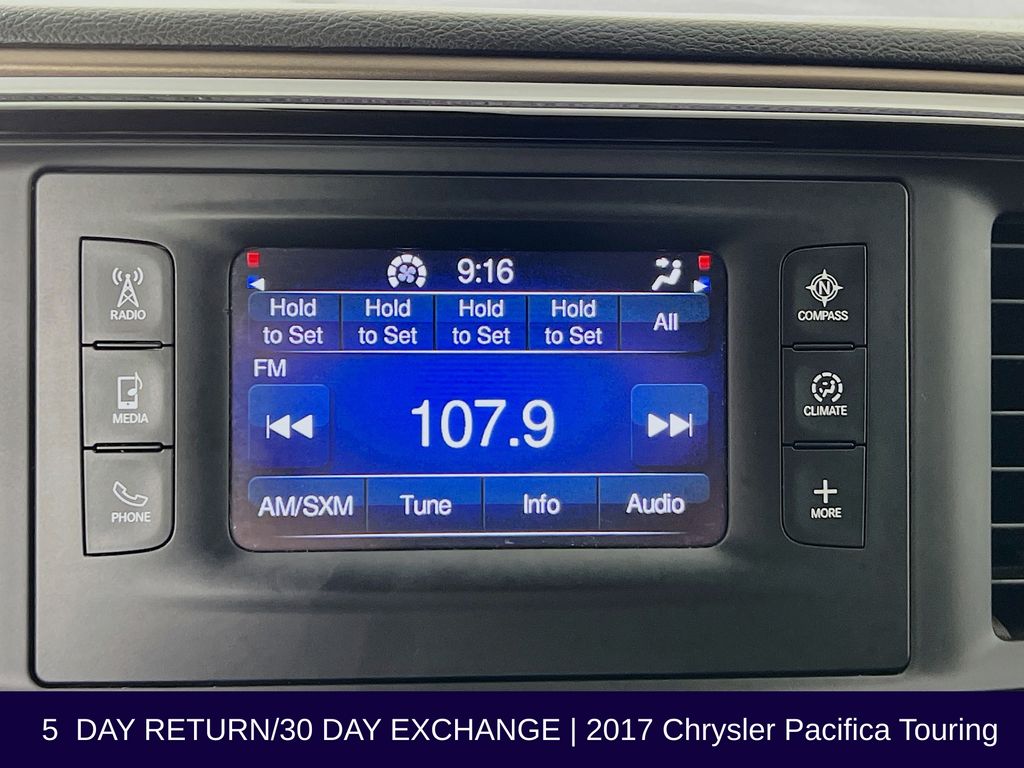 9:16
Hold to Set
Hold to Set
Hold to Set
Hold to Set
All
FM
107.9
AM/SXM Tune Info Audio
RADIO
MEDIA
PHONE
N
COMPASS
CLIMATE
MORE
5 DAY RETURN/30 DAY EXCHANGE | 2017 Chrysler Pacifica Touring